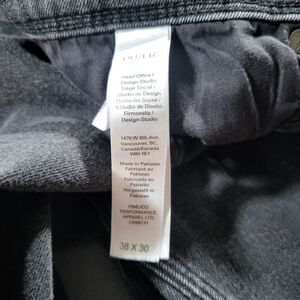 DU/ER
Head Office /
Design Studio
Siège Social /
Studio de Design
Domicilio Social /
Estudio de Diseño
Firmensitz /
Design-Studio
1476 W 8th Ave.
Vancouver, BC,
Canada/Kanada
V6H 1E1
Made in Pakistan
Fabriqué au
Pakistan
Fabricado en
Pakistán
Hergestellt in
Pakistan
PIMLICO
PERFORMANCE
APPAREL LTD.
38 X 30